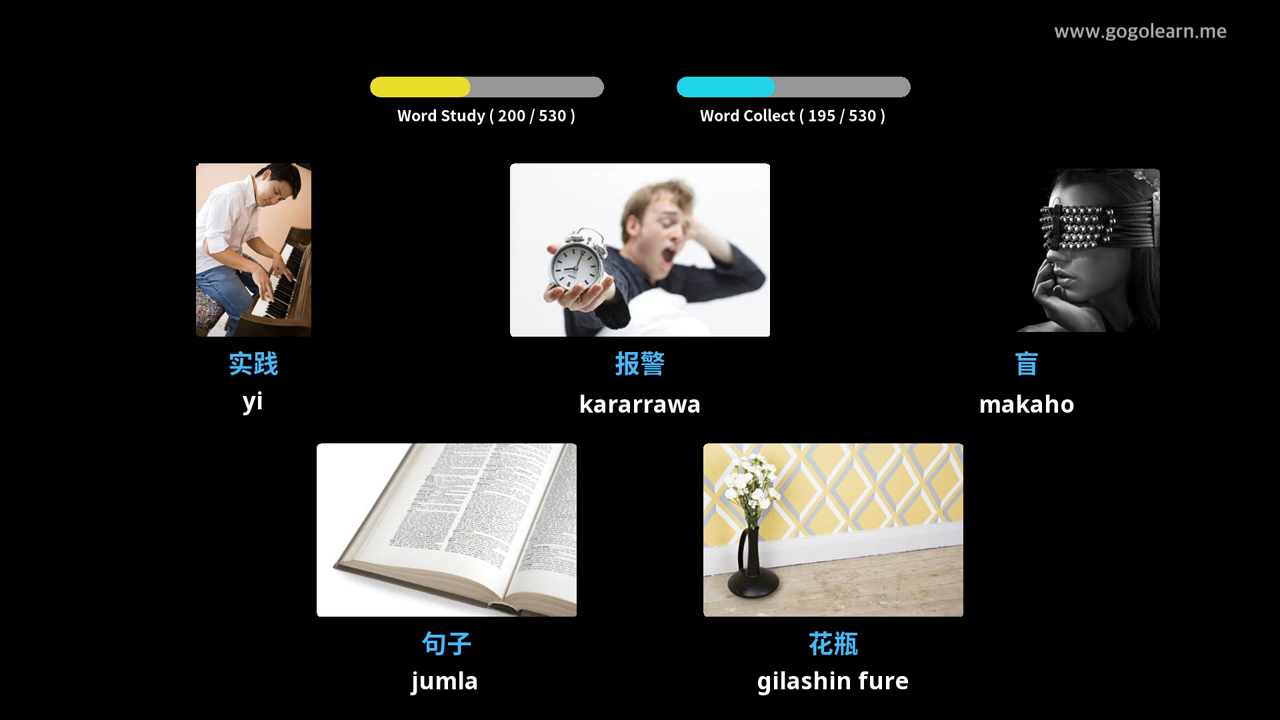 www.gogolearn.me
Word Study ( 200 / 530 )
Word Collect ( 195 / 530 )
实践
yi
报警
kararrawa
盲
makaho
句子
jumla
花瓶
gilashin fure